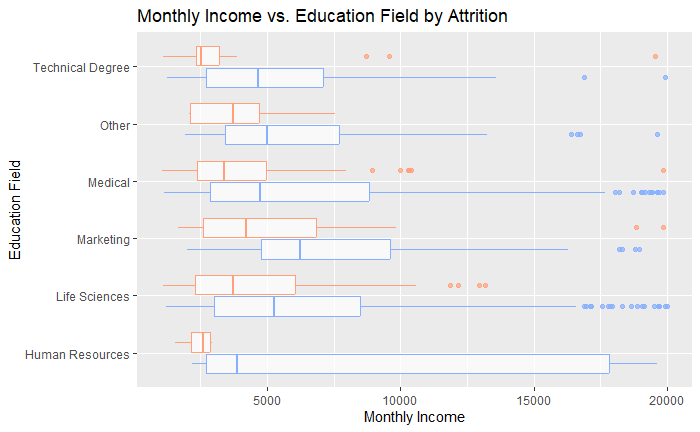 Monthly Income vs. Education Field by Attrition
Education Field
Technical Degree
Other
Medical
Marketing
Life Sciences
Human Resources
5000 10000 15000 20000
Monthly Income